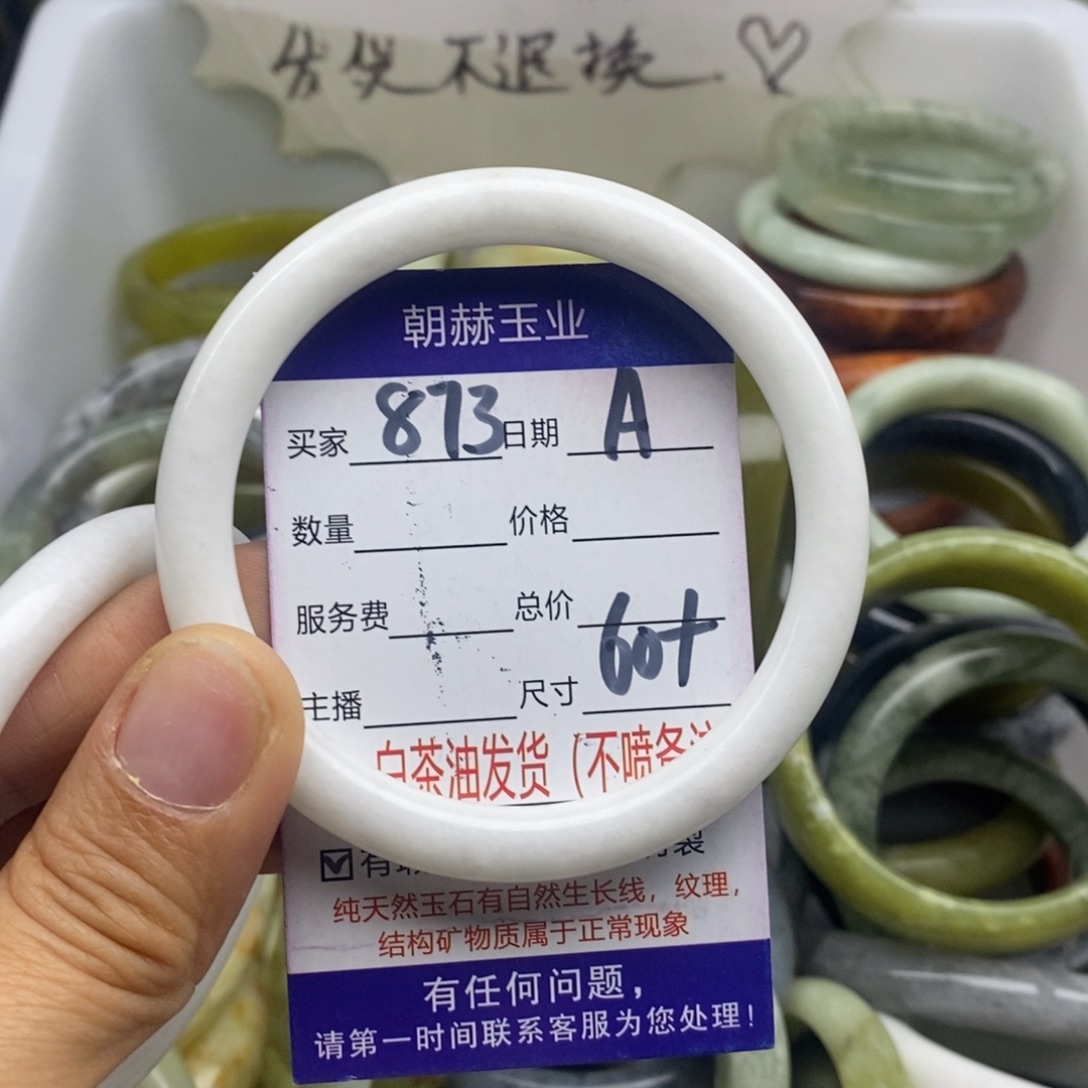 发货不退换 ♡
朝赫玉业
买家 873 日期 A
数量 价格
服务费 总价
主播 尺寸 60+
白茶油发货（不喷
有
纯天然玉石有自然生长线，纹理，
结构矿物质属于正常现象
有任何问题，
请第一时间联系客服为您处理！